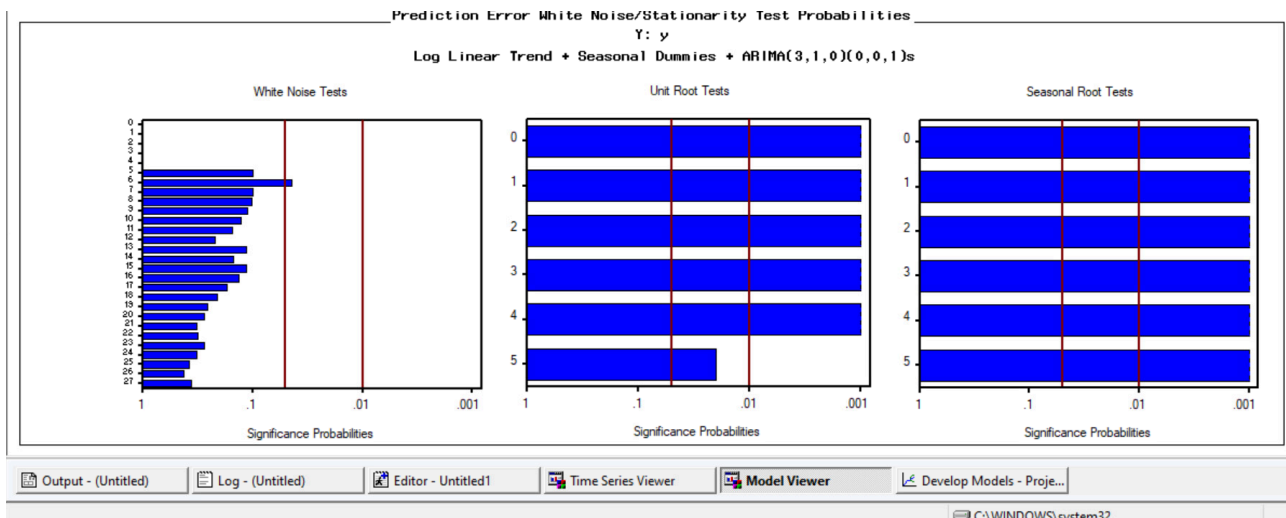 Prediction Error White Noise/Stationarity Test Probabilities
Y: y
Log Linear Trend + Seasonal Dummies + ARIMA(3,1,0)(0,0,1)s
White Noise Tests
0
1
2
3
4
5
6
7
8
9
10
11
12
13
14
15
16
17
18
19
20
21
22
23
24
25
26
27
1 .1 .01 .001
Significance Probabilities
Unit Root Tests
0
1
2
3
4
5
1 .1 .01 .001
Significance Probabilities
Seasonal Root Tests
0
1
2
3
4
5
1 .1 .01 .001
Significance Probabilities
Output - (Untitled) Log - (Untitled) Editor - Untitled1 Time Series Viewer Model Viewer Develop Models - Proje...
C:\WINDOWS\system32